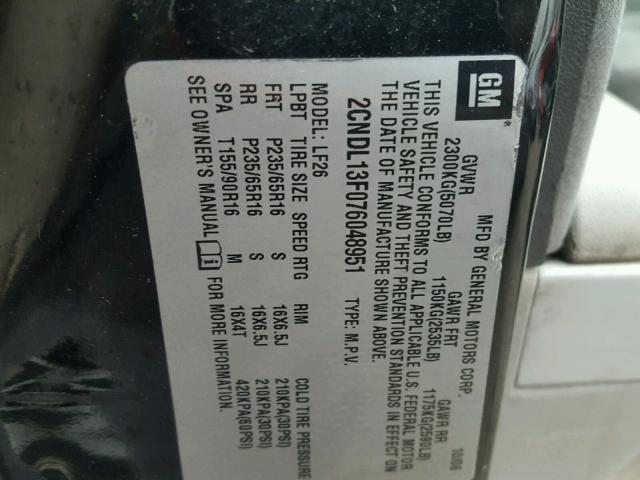 GM
MFD BY GENERAL MOTORS CORP. 10/06
GVWR GAWR FRT GAWR RR
2300KG(5070LB) 1150KG(2535LB) 1175KG(2590LB)
THIS VEHICLE CONFORMS TO ALL APPLICABLE U.S. FEDERAL MOTOR
VEHICLE SAFETY AND THEFT PREVENTION STANDARDS IN EFFECT ON
THE DATE OF MANUFACTURE SHOWN ABOVE.
2CNDL13F076048951 TYPE: M.P.V.
MODEL: LF26
LPBT TIRE SIZE SPEED RTG RIM COLD TIRE PRESSURE
FRT P235/65R16 S 16X6.5J 210KPA(30PSI)
RR P235/65R16 S 16X6.5J 210KPA(30PSI)
SPA T155/90R16 M 16X4T 420KPA(60PSI)
SEE OWNER'S MANUAL FOR MORE INFORMATION.